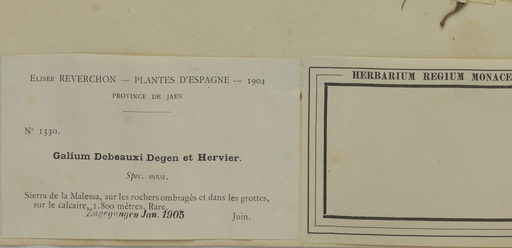 Elisée REVERCHON — PLANTES D'ESPAGNE — 1904
PROVINCE DE JAEN
N° 1330.
Galium Debeauxi Degen et Hervier.
Spec. nova.
Sierra de la Malessa, sur les rochers ombragés et dans les grottes,
sur le calcaire, 1.800 mètres. Rare.
Zugegangen Jan. 1905
Juin.
HERBARIUM REGIUM MONACE